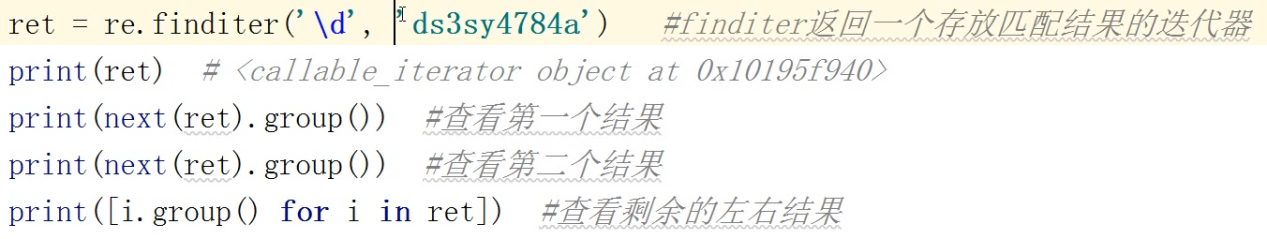 ret = re.finditer('\d', 'ds3sy4784a')   #finditer返回一个存放匹配结果的迭代器
print(ret)  # <callable_iterator object at 0x10195f940>
print(next(ret).group())  #查看第一个结果
print(next(ret).group())  #查看第二个结果
print([i.group() for i in ret])  #查看剩余的左右结果